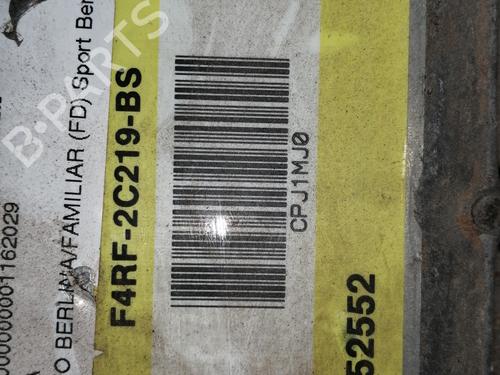 B-PARTS
O BERLINA/FAMILIAR (FD) Sport Ber
000000001162029
F4RF-2C219-BS
CPJ1MJ0
52552